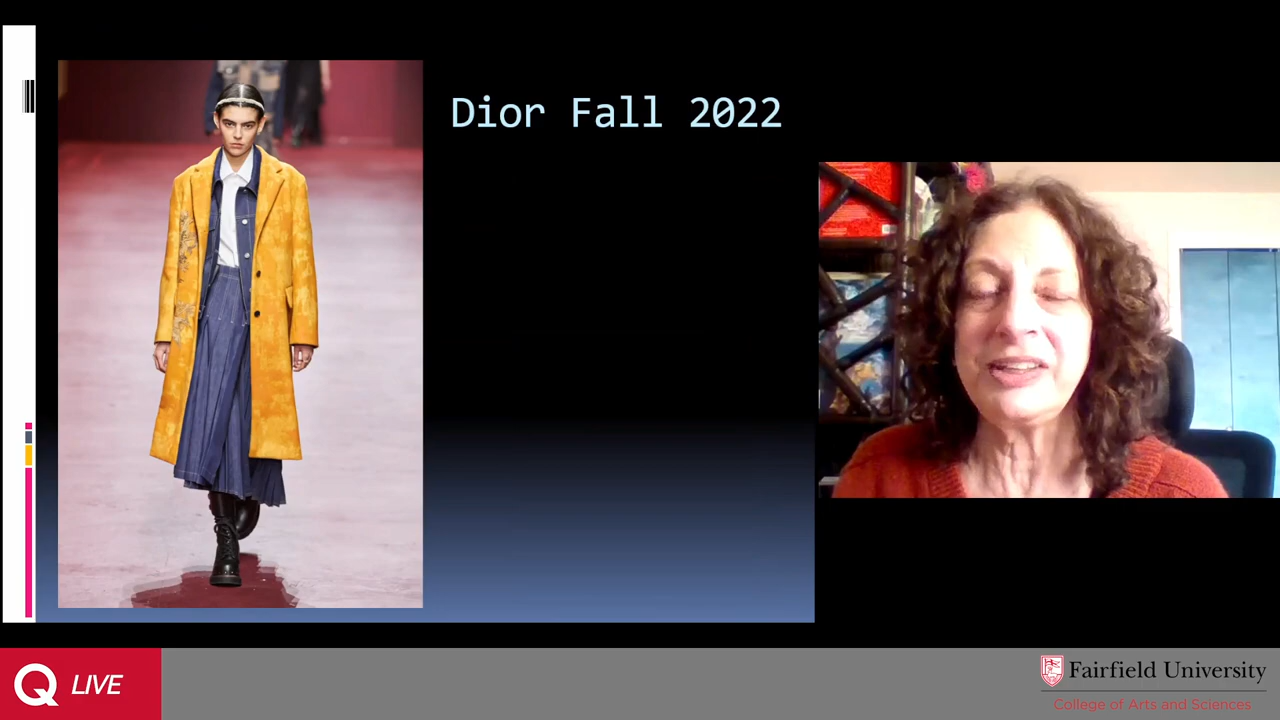 Dior Fall 2022
Q LIVE
Fairfield University
College of Arts and Sciences